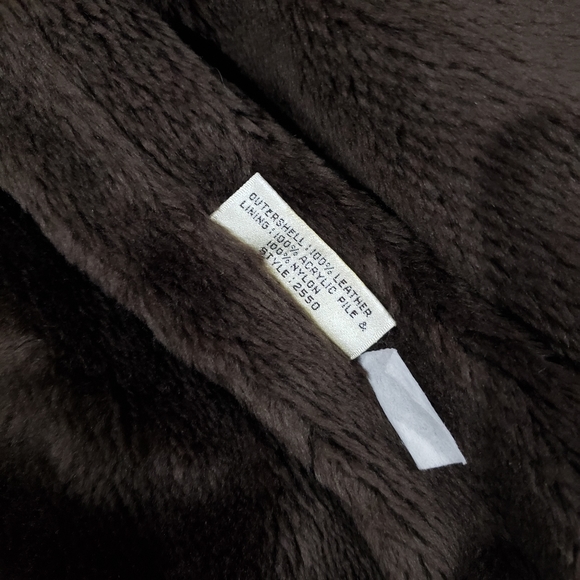 OUTERSHELL:100% LEATHER
LINING:100% ACRYLIC PILE &
100% NYLON
STYLE:2550